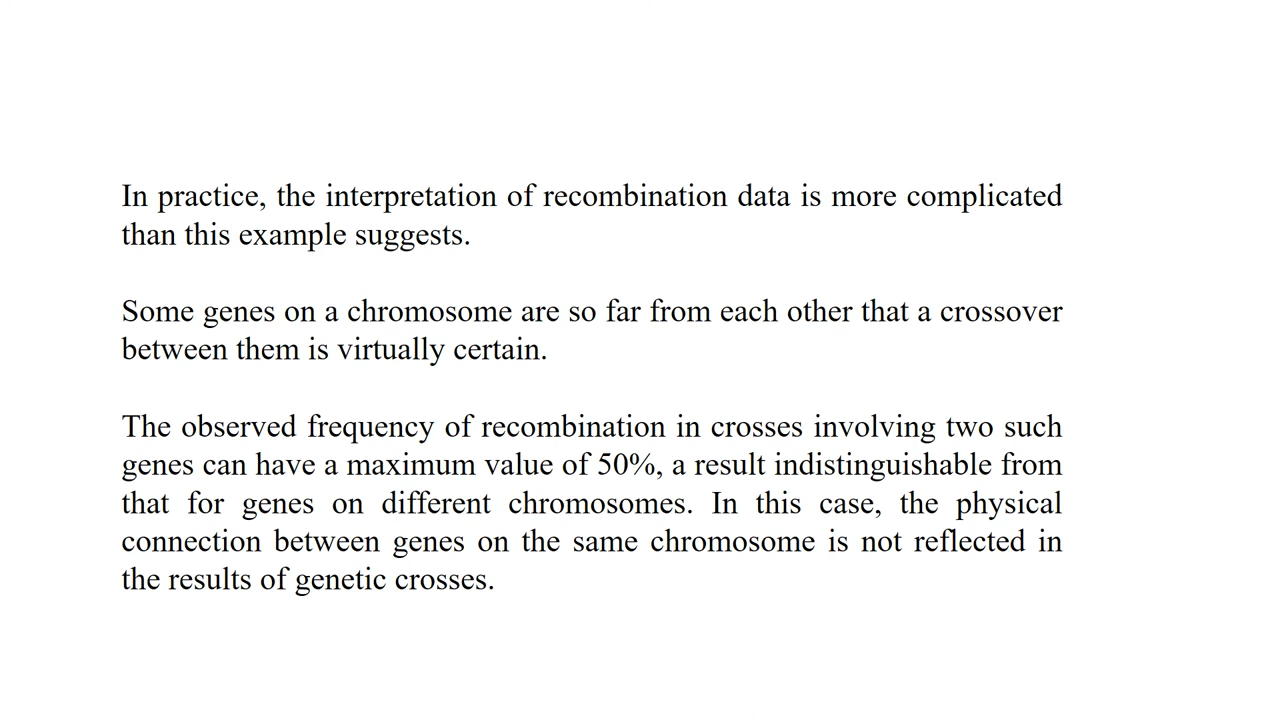 In practice, the interpretation of recombination data is more complicated
than this example suggests.
Some genes on a chromosome are so far from each other that a crossover
between them is virtually certain.
The observed frequency of recombination in crosses involving two such
genes can have a maximum value of 50%, a result indistinguishable from
that for genes on different chromosomes. In this case, the physical
connection between genes on the same chromosome is not reflected in
the results of genetic crosses.